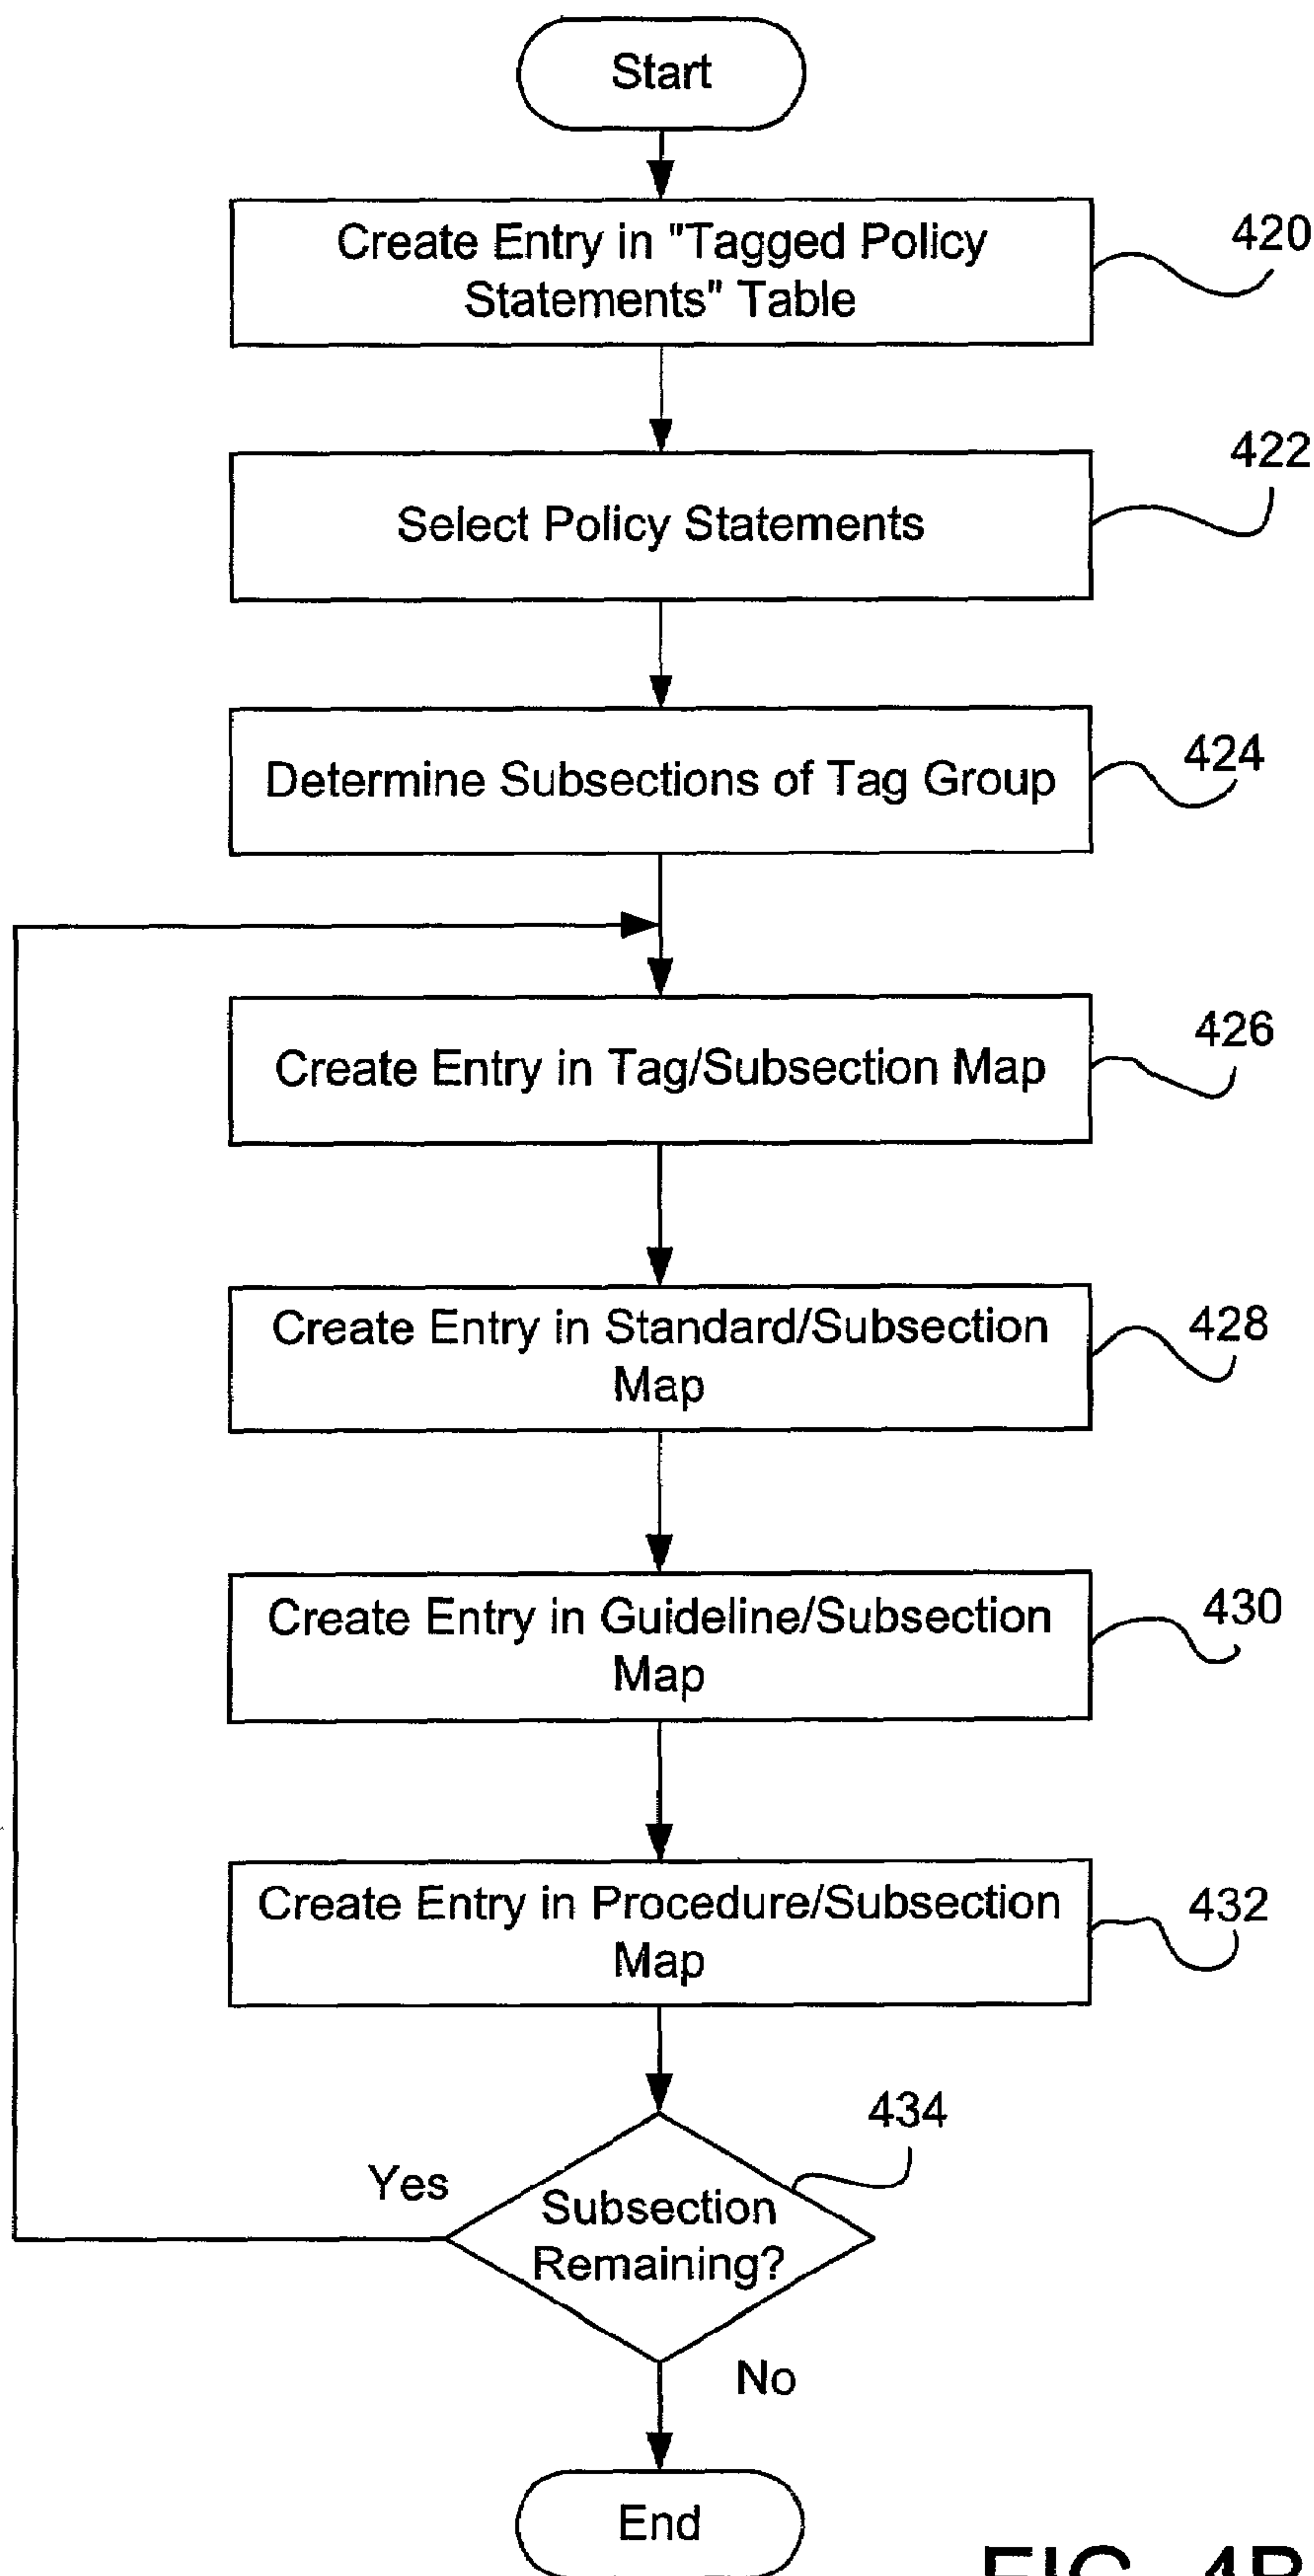 Start
Create Entry in "Tagged Policy
Statements" Table
420
Select Policy Statements
422
Determine Subsections of Tag Group
424
Create Entry in Tag/Subsection Map
426
Create Entry in Standard/Subsection
Map
428
Create Entry in Guideline/Subsection
Map
430
Create Entry in Procedure/Subsection
Map
432
434
Yes
Subsection
Remaining?
No
End
FIG. 4B